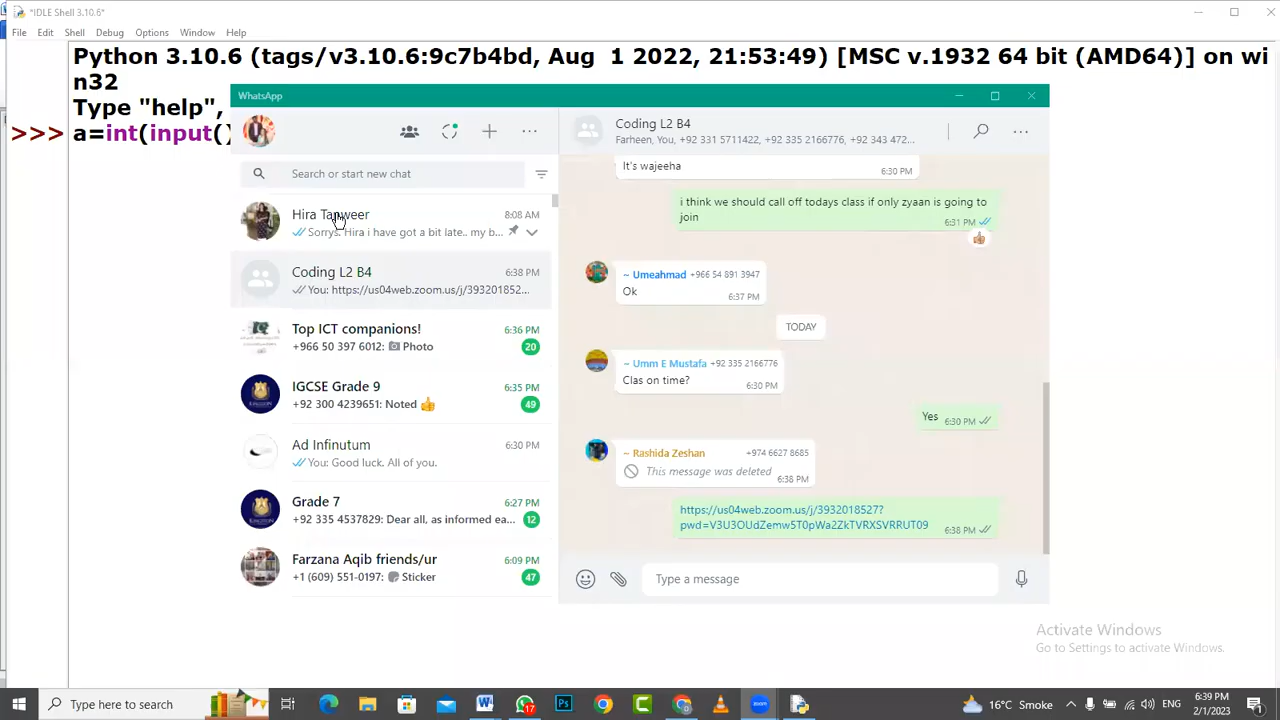 *IDLE Shell 3.10.6*
File Edit Shell Debug Options Window Help
Python 3.10.6 (tags/v3.10.6:9c7b4bd, Aug 1 2022, 21:53:49) [MSC v.1932 64 bit (AMD64)] on wi
n32
Type "help",
>>> a=int(input()
WhatsApp
Search or start new chat
Hira Tanweer 8:08 AM
Sorrys. Hira i have got a bit late.. my b...
Coding L2 B4 6:38 PM
You: https://us04web.zoom.us/j/393201852...
Top ICT companions! 6:36 PM
+966 50 397 6012: Photo 20
IGCSE Grade 9 6:35 PM
+92 300 4239651: Noted 👍 49
Ad Infinutum 6:30 PM
You: Good luck. All of you.
Grade 7 6:27 PM
+92 335 4537829: Dear all, as informed ea... 12
Farzana Aqib friends/ur 6:09 PM
+1 (609) 551-0197: Sticker 47
Coding L2 B4
Farheen, You, +92 331 5711422, +92 335 2166776, +92 343 472...
It's wajeeha
6:30 PM
i think we should call off todays class if only zyaan is going to
join
6:31 PM
~ Umeahmad +966 54 891 3947
Ok
6:37 PM
TODAY
~ Umm E Mustafa +92 335 2166776
Clas on time?
6:30 PM
Yes 6:30 PM
~ Rashida Zeshan +974 6627 8685
This message was deleted
6:38 PM
https://us04web.zoom.us/j/3932018527?
pwd=V3U3OUdZemw5T0pWa2ZkTVRXSVRRUT09
6:38 PM
Type a message
Activate Windows
Go to Settings to activate Windows.
Type here to search
17
16°C Smoke
6:39 PM
2/1/2023